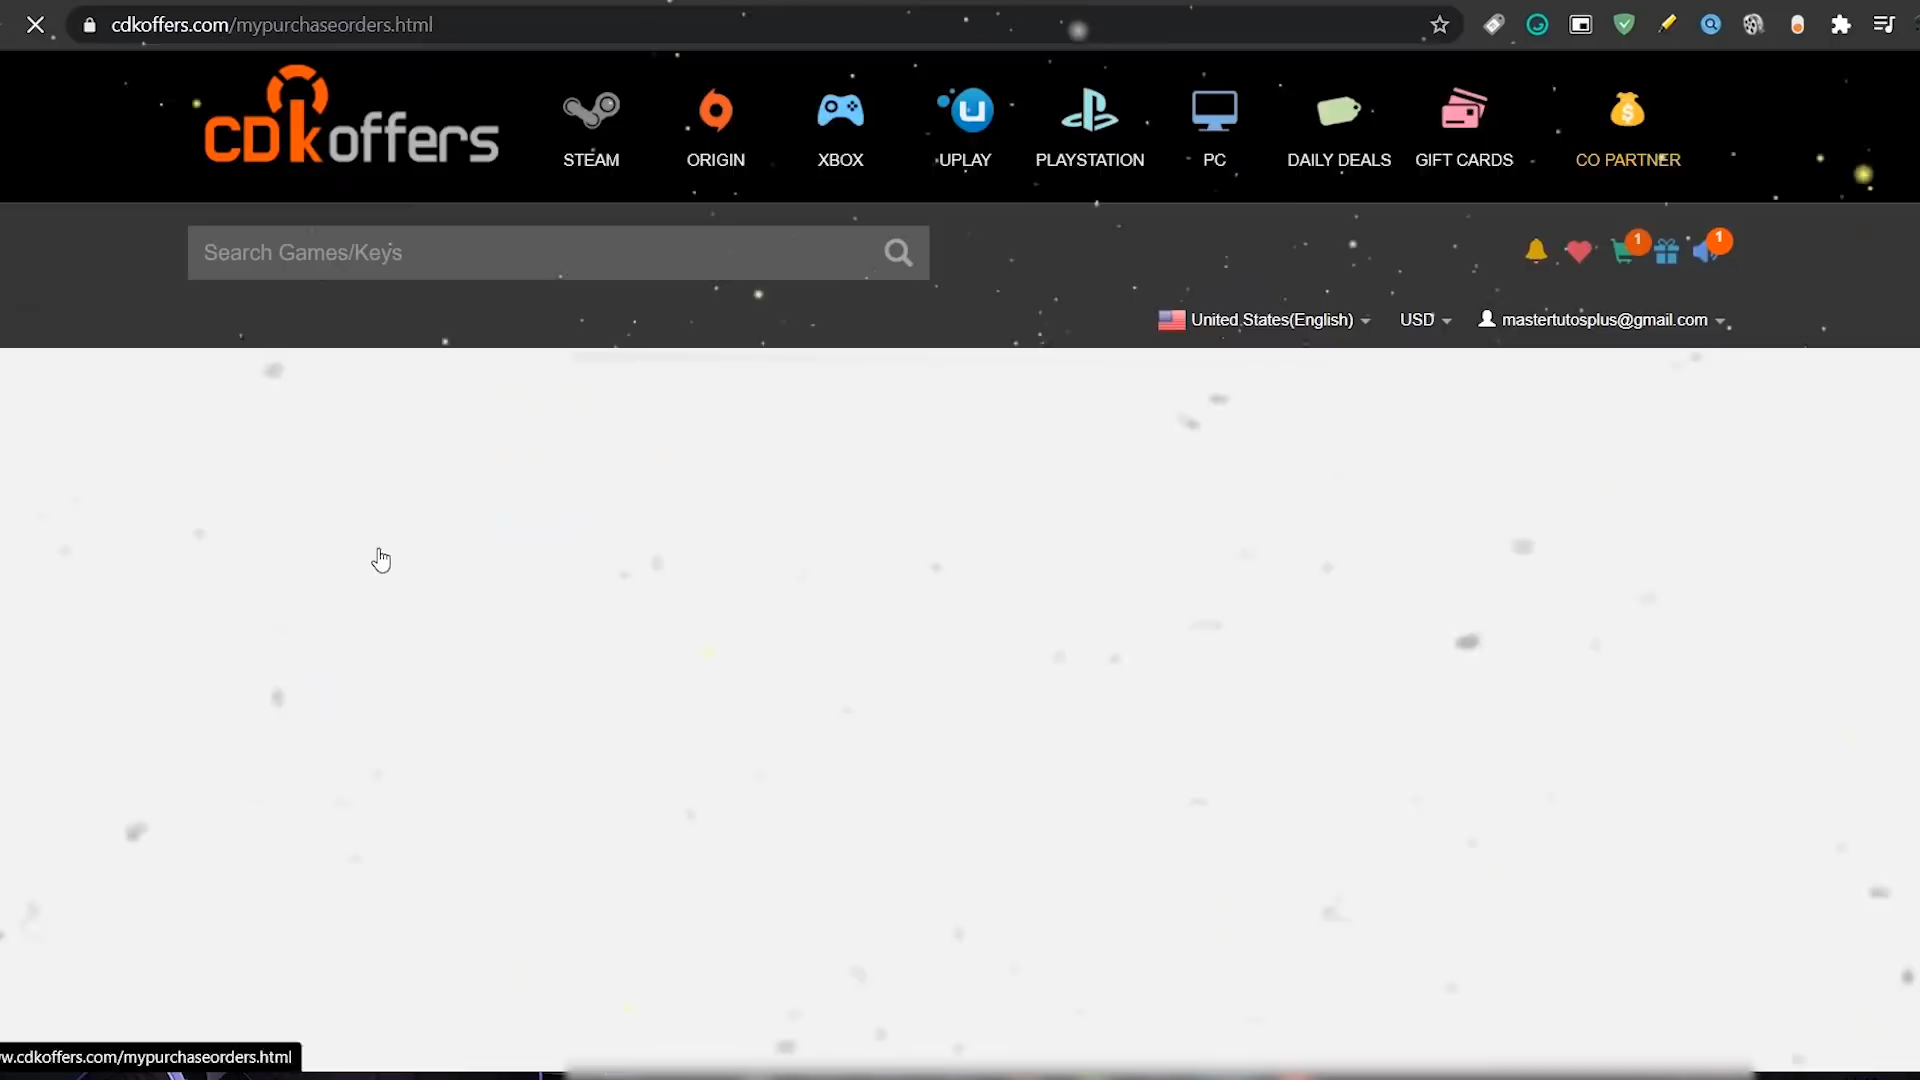 cdkoffers.com/mypurchaseorders.html
CDKoffers
STEAM
ORIGIN
XBOX
UPLAY
PLAYSTATION
PC
DAILY DEALS
GIFT CARDS
CO PARTNER
Search Games/Keys
1
1
United States(English)
USD
mastertutosplus@gmail.com
w.cdkoffers.com/mypurchaseorders.html